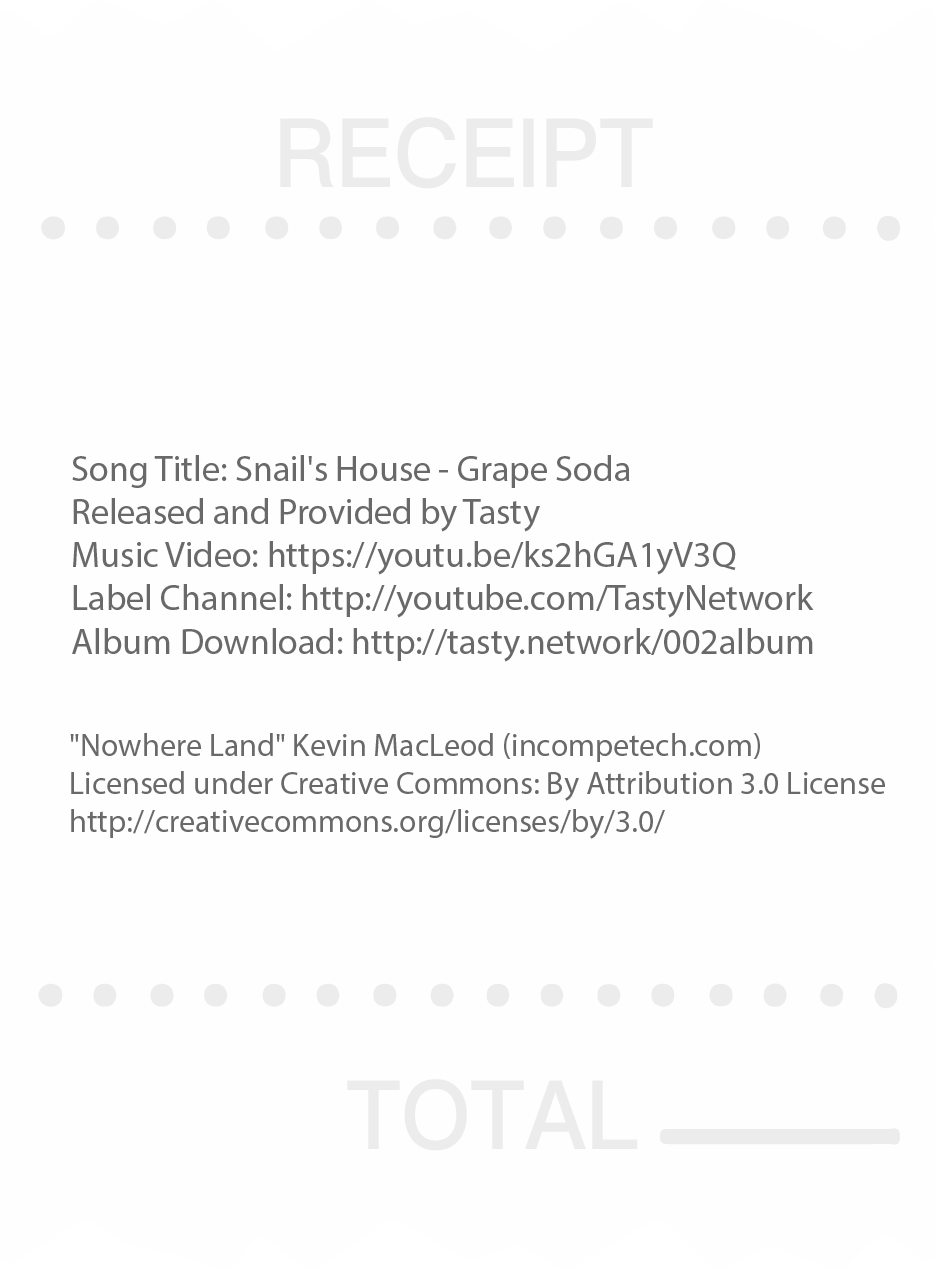 RECEIPT
Song Title: Snail's House - Grape Soda
Released and Provided by Tasty
Music Video: https://youtu.be/ks2hGA1yV3Q
Label Channel: http://youtube.com/TastyNetwork
Album Download: http://tasty.network/002album
"Nowhere Land" Kevin MacLeod (incompetech.com)
Licensed under Creative Commons: By Attribution 3.0 License
http://creativecommons.org/licenses/by/3.0/
TOTAL